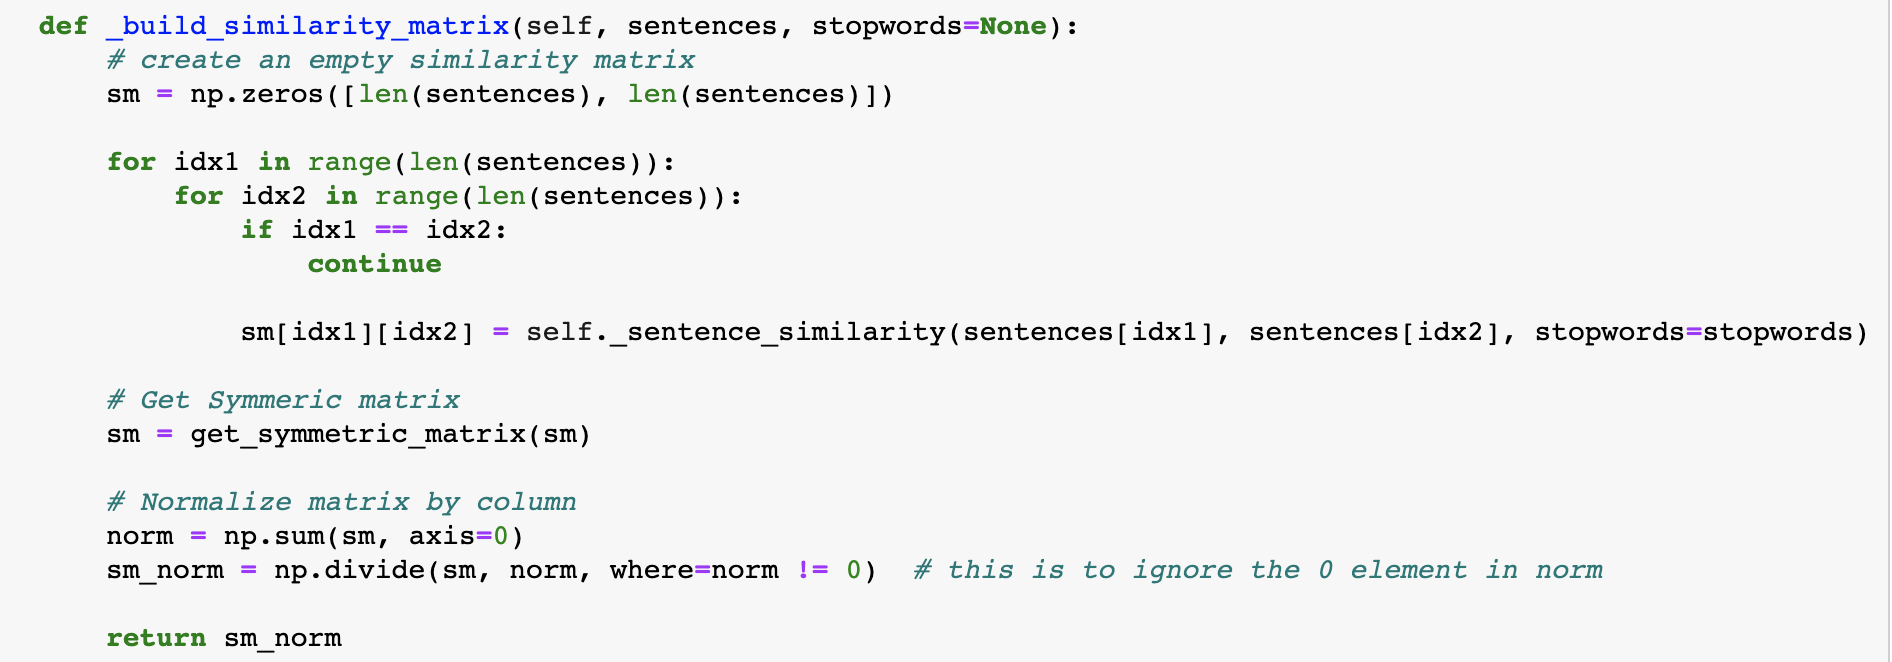 def _build_similarity_matrix(self, sentences, stopwords=None):
    # create an empty similarity matrix
    sm = np.zeros([len(sentences), len(sentences)])

    for idx1 in range(len(sentences)):
        for idx2 in range(len(sentences)):
            if idx1 == idx2:
                continue

            sm[idx1][idx2] = self._sentence_similarity(sentences[idx1], sentences[idx2], stopwords=stopwords)

    # Get Symmeric matrix
    sm = get_symmetric_matrix(sm)

    # Normalize matrix by column
    norm = np.sum(sm, axis=0)
    sm_norm = np.divide(sm, norm, where=norm != 0)  # this is to ignore the 0 element in norm

    return sm_norm